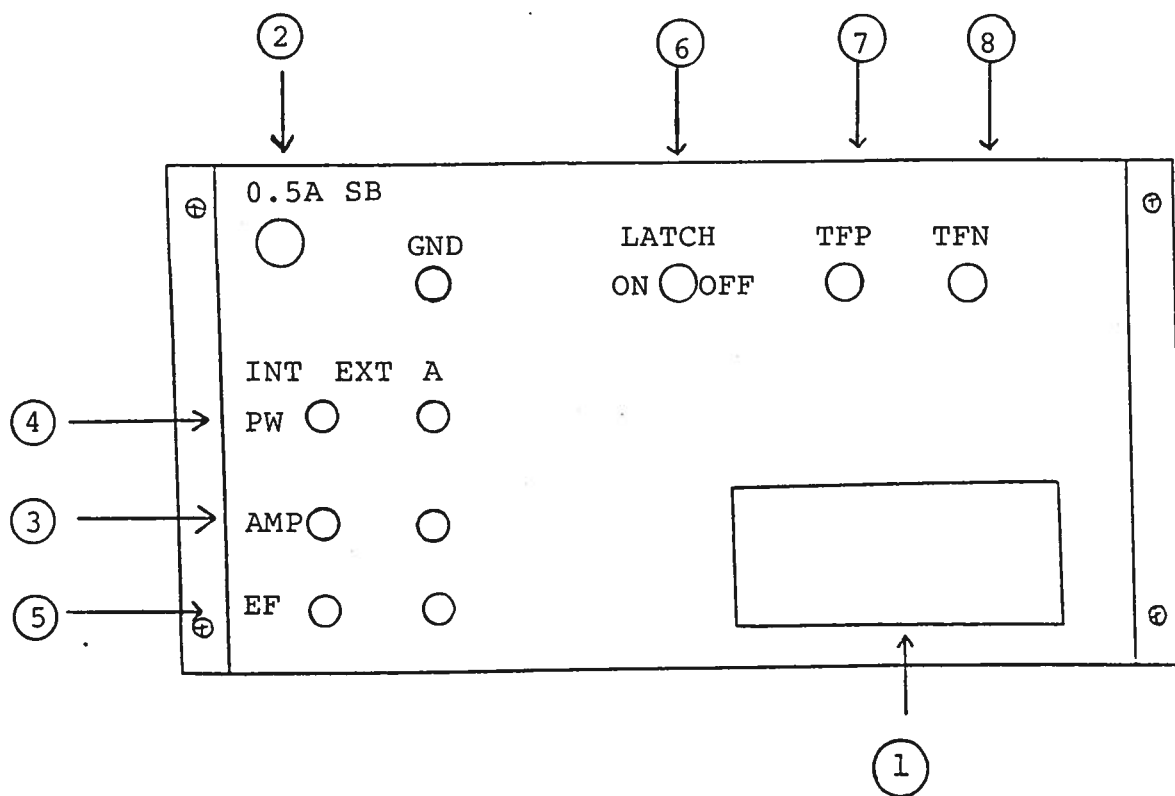 2
6
7
8
0.5A SB
GND
LATCH
TFP
TFN
ON OFF
INT EXT A
4
PW
3
AMP
5
EF
1